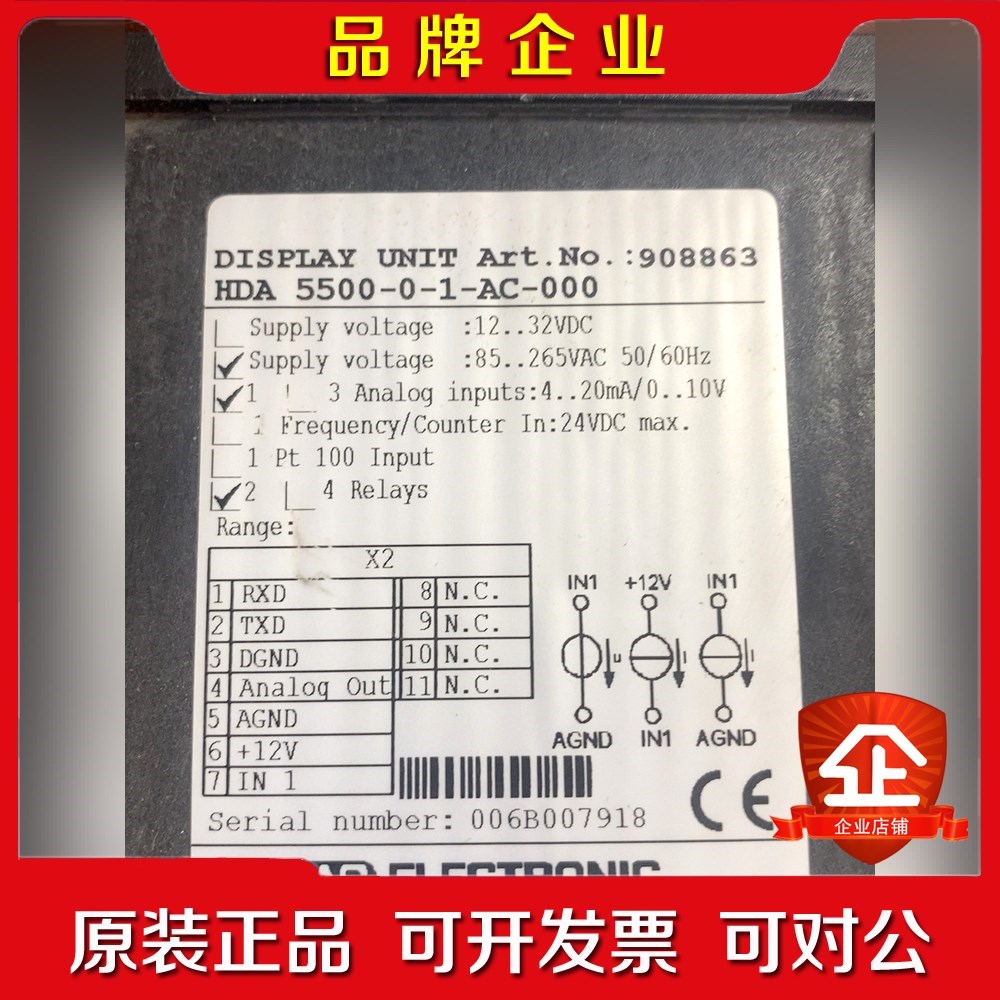 品牌企业
DISPLAY UNIT Art.No.:908863
HDA 5500-0-1-AC-000
Supply voltage :12..32VDC
Supply voltage :85..265VAC 50/60Hz
1 3 Analog inputs:4..20mA/0..10V
1 Frequency/Counter In:24VDC max.
1 Pt 100 Input
2 4 Relays
Range:
X2
1 RXD 8 N.C.
2 TXD 9 N.C.
3 DGND 10 N.C.
4 Analog Out 11 N.C.
5 AGND
6 +12V
7 IN 1
IN1 +12V IN1
U I I
AGND IN1 AGND
Serial number: 006B007918
CE
ELECTRONIC
企
企业店铺
原装正品 可开发票 可对公